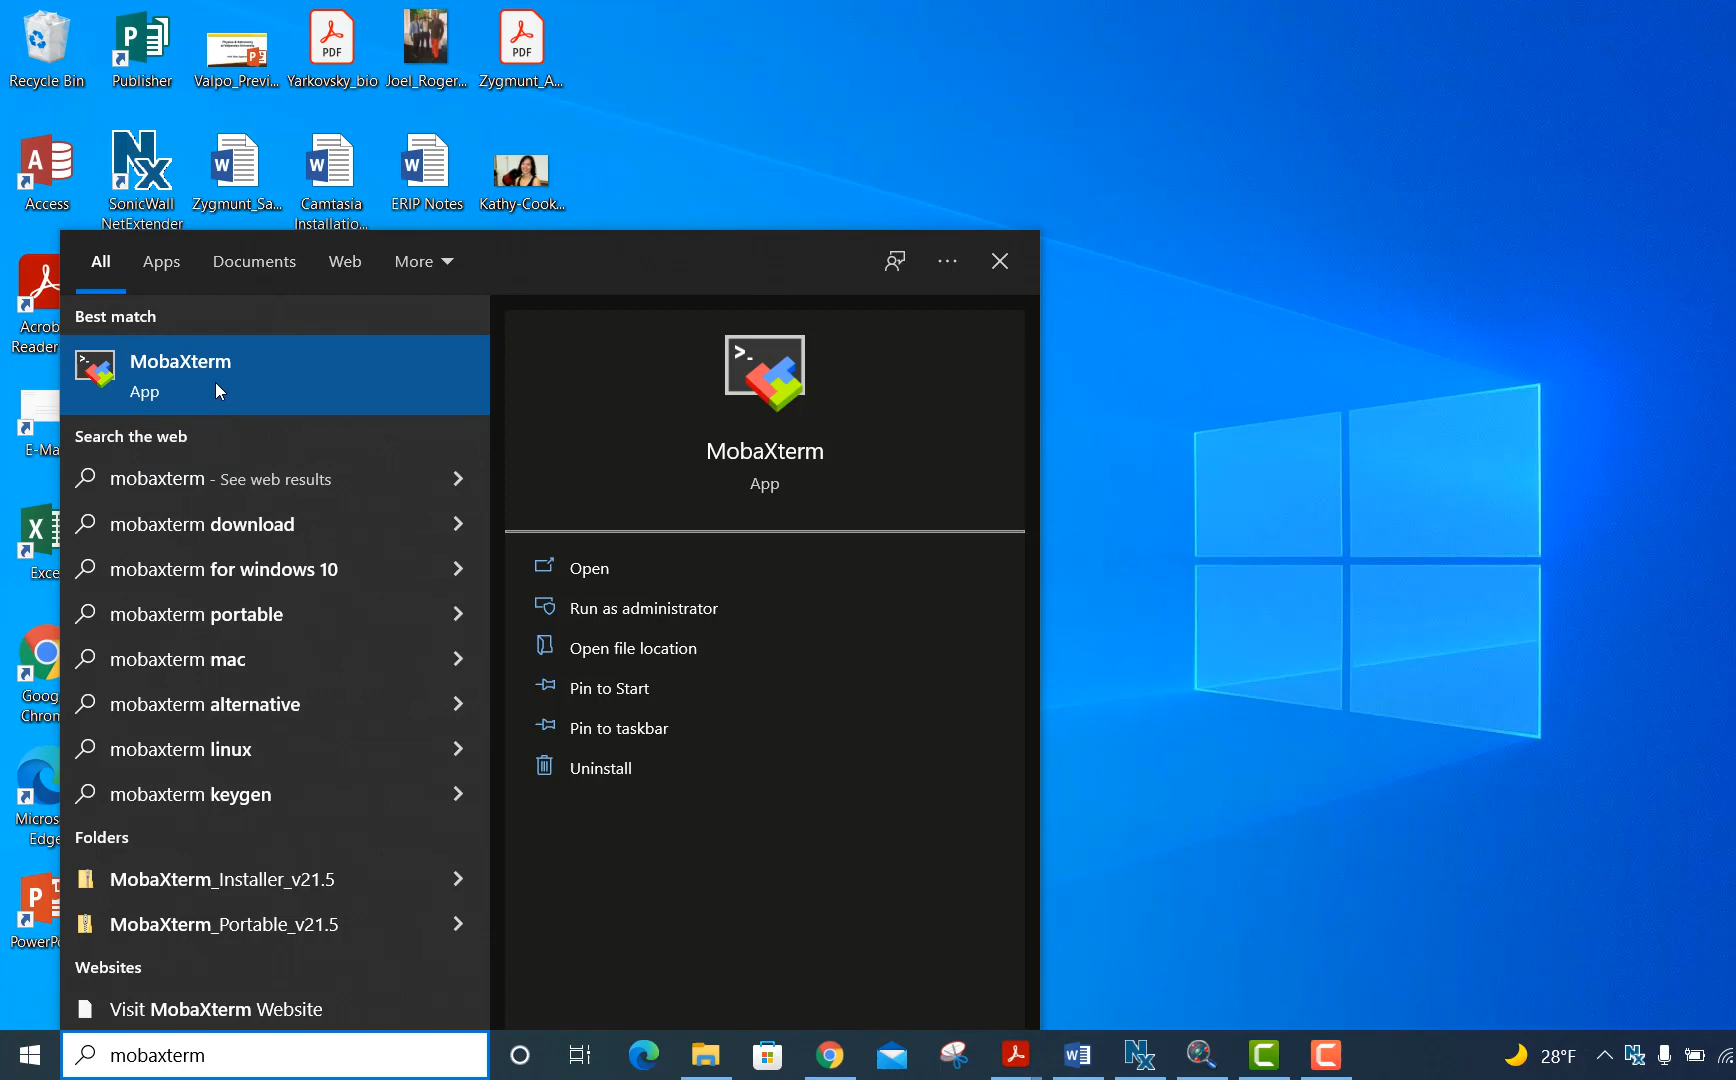 Recycle Bin
Publisher
Valpo_Previ...
Yarkovsky_bio
Joel_Roger...
Zygmunt_A...
Access
SonicWall
NetExtender
Zygmunt_Sa...
Camtasia
Installatio...
ERIP Notes
Kathy-Cook...
Acrob
Reader
E-Ma
Exce
Goog
Chron
Micros
Edge
PowerPo
All
Apps
Documents
Web
More
Best match
MobaXterm
App
Search the web
mobaxterm - See web results
mobaxterm download
mobaxterm for windows 10
mobaxterm portable
mobaxterm mac
mobaxterm alternative
mobaxterm linux
mobaxterm keygen
Folders
MobaXterm_Installer_v21.5
MobaXterm_Portable_v21.5
Websites
Visit MobaXterm Website
MobaXterm
App
Open
Run as administrator
Open file location
Pin to Start
Pin to taskbar
Uninstall
mobaxterm
28°F